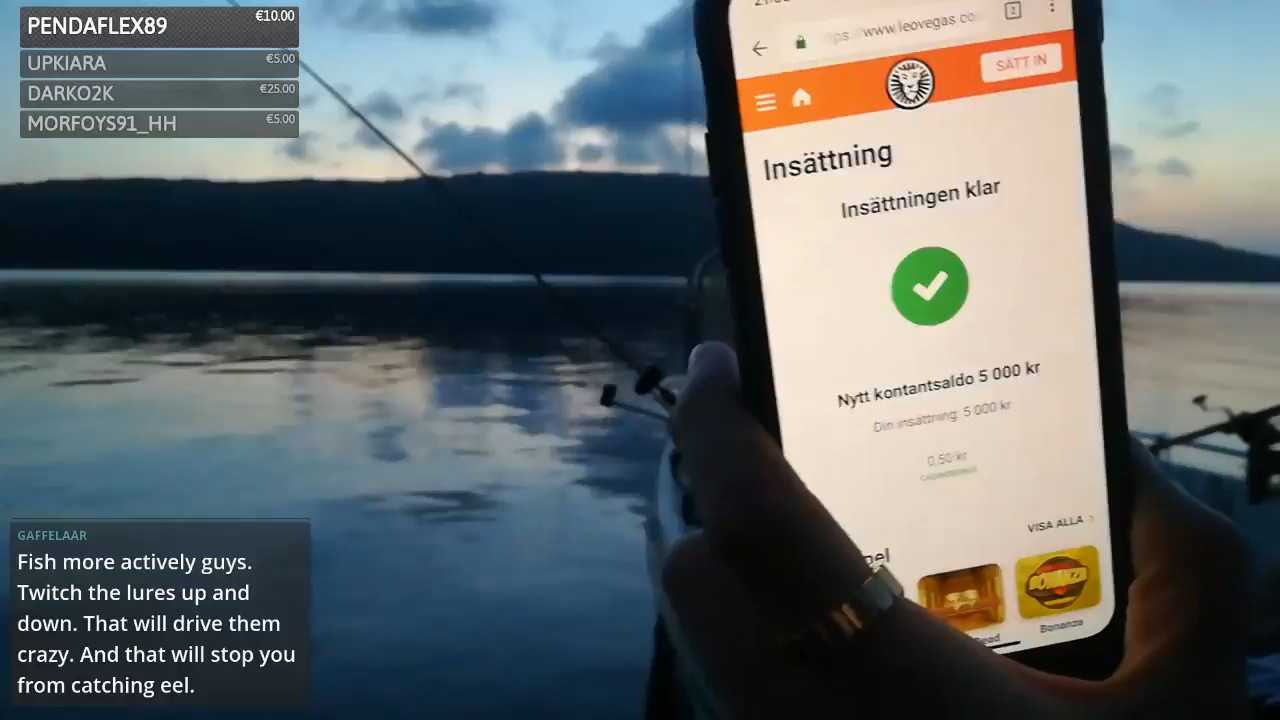 PENDAFLEX89 €10.00
UPKIARA €5.00
DARKO2K €25.00
MORFOYS91_HH €5.00
www.leovegas.co
2
SÄTT IN
Insättning
Insättningen klar
Nytt kontantsaldo 5 000 kr
Din insättning: 5 000 kr
0,50 kr
VISA ALLA
Bonanza
GAFFELAAR
Fish more actively guys.
Twitch the lures up and
down. That will drive them
crazy. And that will stop you
from catching eel.